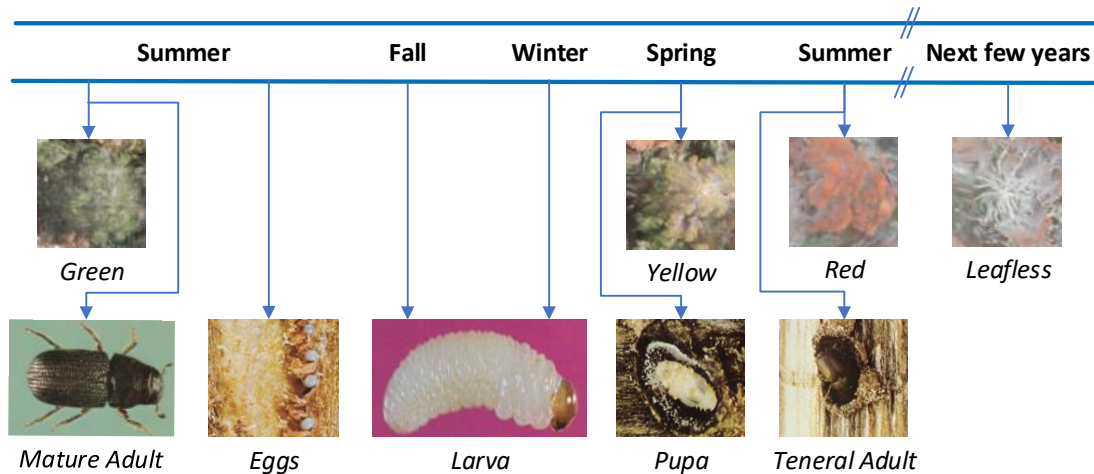 Summer Fall Winter Spring Summer Next few years
Green Yellow Red Leafless
Mature Adult Eggs Larva Pupa Teneral Adult